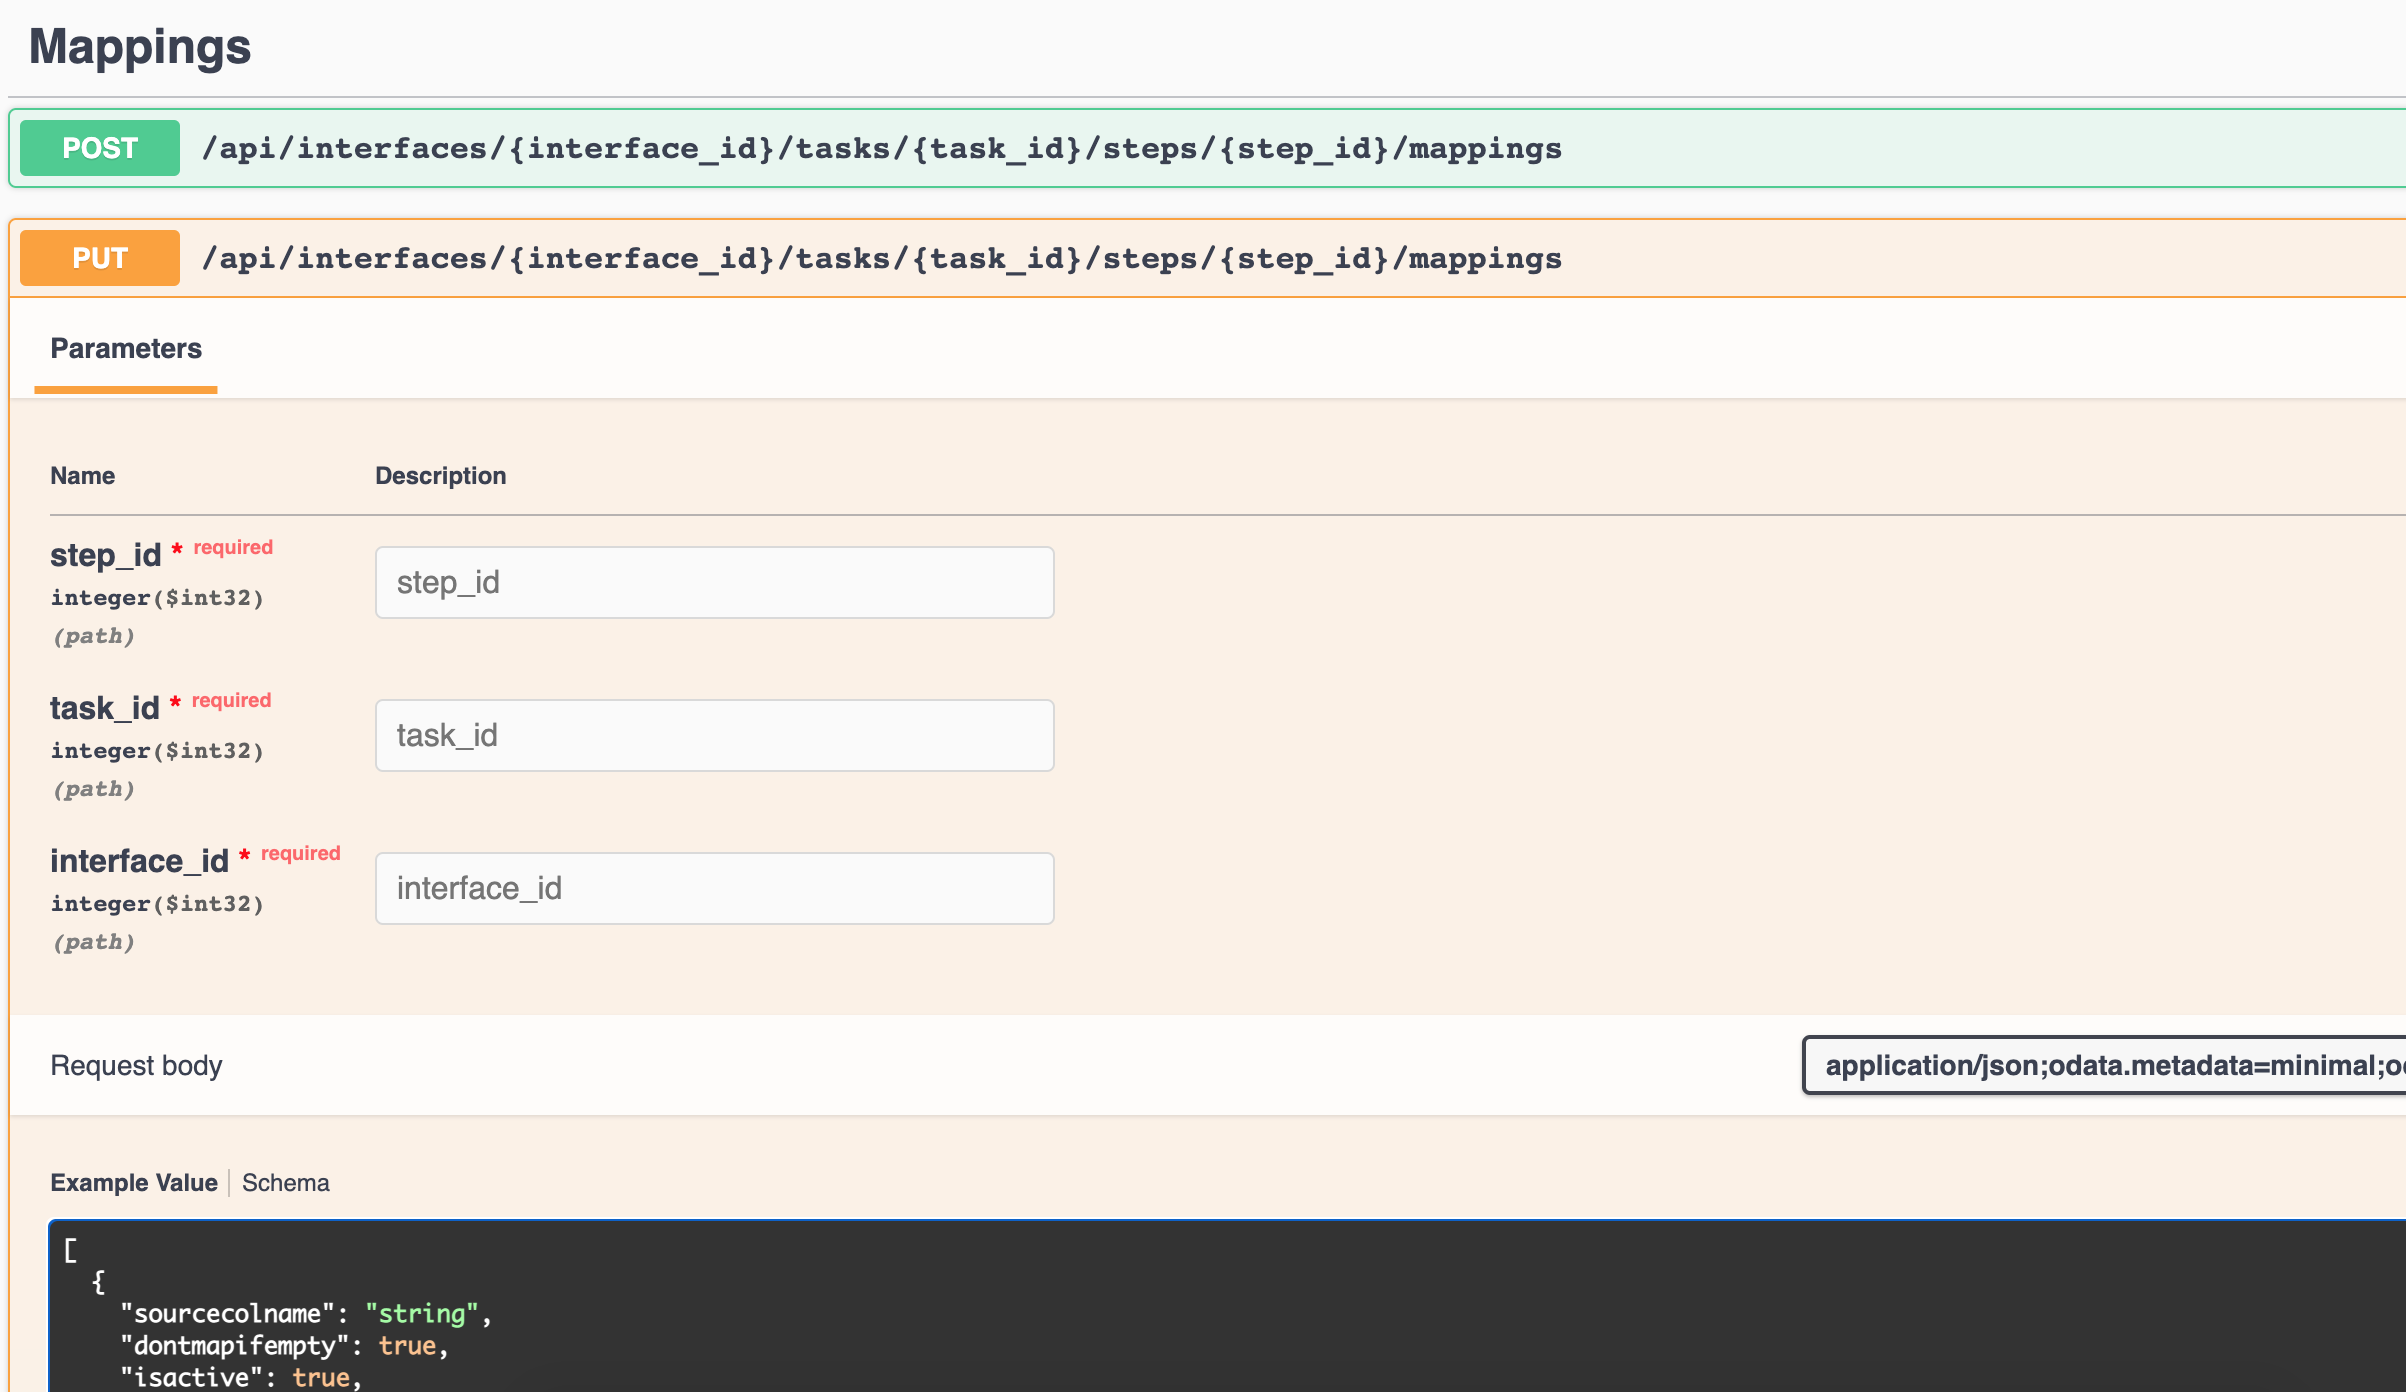 Mappings
POST /api/interfaces/{interface_id}/tasks/{task_id}/steps/{step_id}/mappings
PUT /api/interfaces/{interface_id}/tasks/{task_id}/steps/{step_id}/mappings
Parameters
Name Description
step_id * required
integer($int32)
(path)
step_id
task_id * required
integer($int32)
(path)
task_id
interface_id * required
integer($int32)
(path)
interface_id
Request body application/json;odata.metadata=minimal;
Example Value Schema
[
{
"sourcecolname": "string",
"dontmapifempty": true,
"isactive": true,